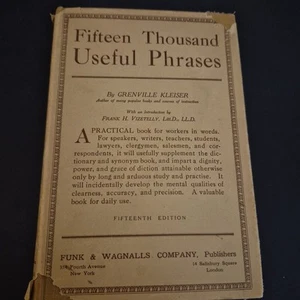 Fifteen Thousand
Useful Phrases
By GRENVILLE KLEISER
Author of many popular books and courses of instruction
With an Introduction by
FRANK H. VIZETELLY, Litt.D., LL.D.
A PRACTICAL book for workers in words.
For speakers, writers, teachers, students,
lawyers, clergymen, salesmen, and cor-
respondents, it will usefully supplement the dic-
tionary and synonym book, and impart a dignity,
power, and grace of diction attainable otherwise
only by long and arduous study and practise. It
will incidentally develop the mental qualities of
clearness, accuracy, and precision. A valuable
book for daily use.
FIFTEENTH EDITION
FUNK & WAGNALLS COMPANY, Publishers
Fourth Avenue
New York
Salisbury Square
London